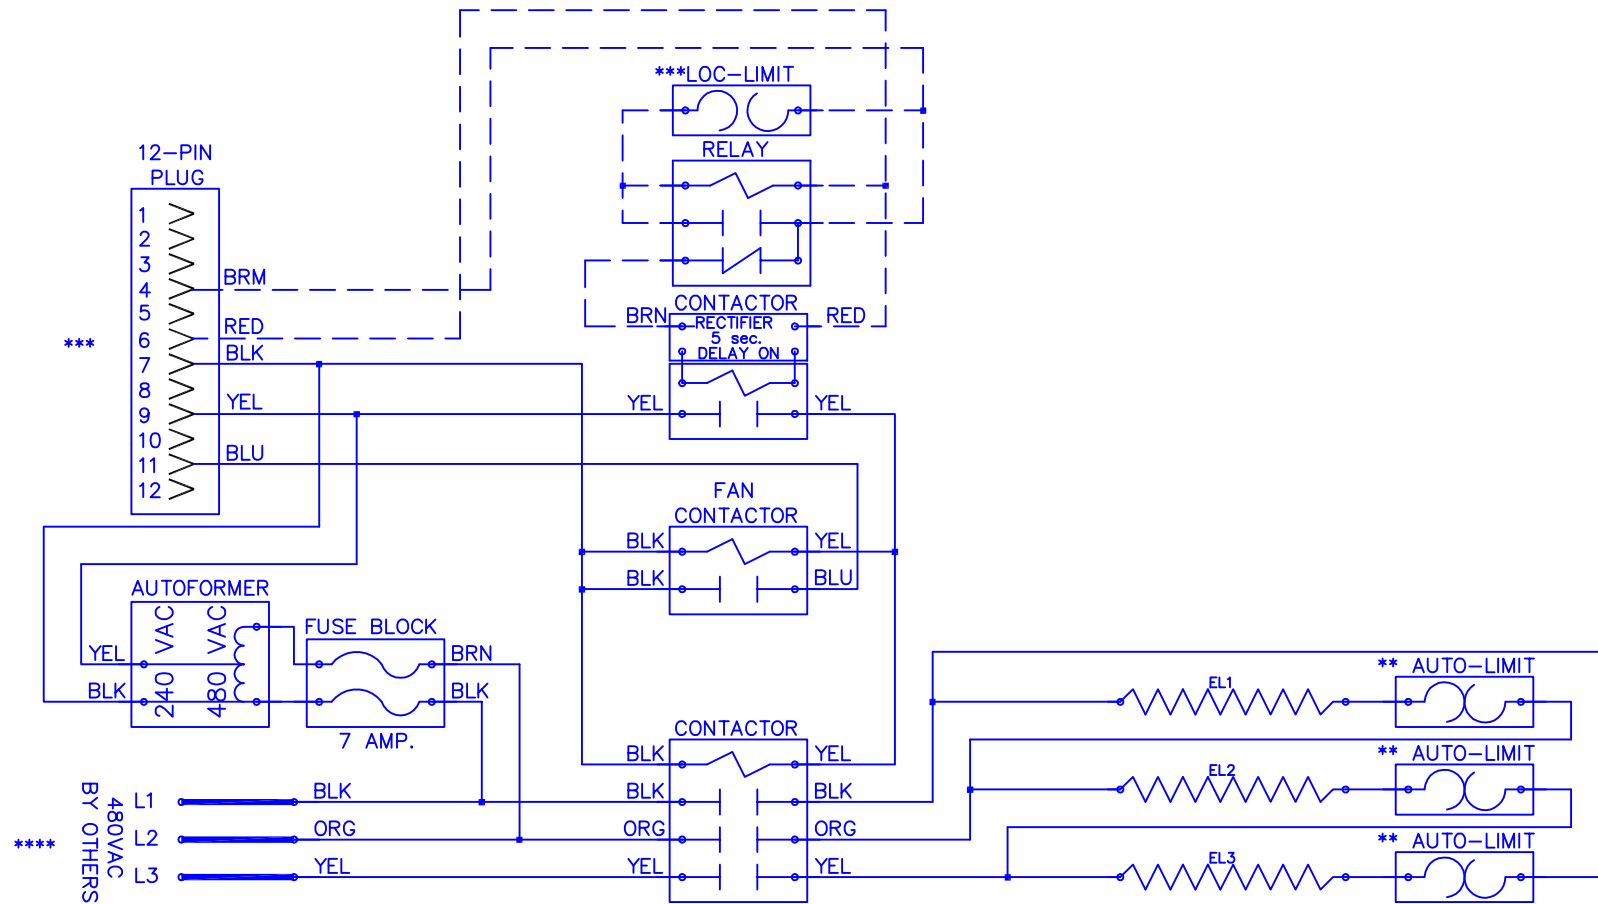 ***LOC-LIMIT
RELAY
12-PIN
PLUG
1
2
3
4
5
6
7
8
9
10
11
12
***
BRM
RED
BLK
YEL
BLU
CONTACTOR
BRN
RECTIFIER
5 sec.
DELAY ON
RED
YEL
YEL
FAN
CONTACTOR
BLK
YEL
BLK
BLU
AUTOFORMER
240 VAC
480 VAC
YEL
BLK
FUSE BLOCK
BRN
BLK
7 AMP.
CONTACTOR
BLK
YEL
BLK
BLK
ORG
ORG
YEL
YEL
****
480VAC
BY OTHERS
L1
BLK
L2
ORG
L3
YEL
EL1
** AUTO-LIMIT
EL2
** AUTO-LIMIT
EL3
** AUTO-LIMIT